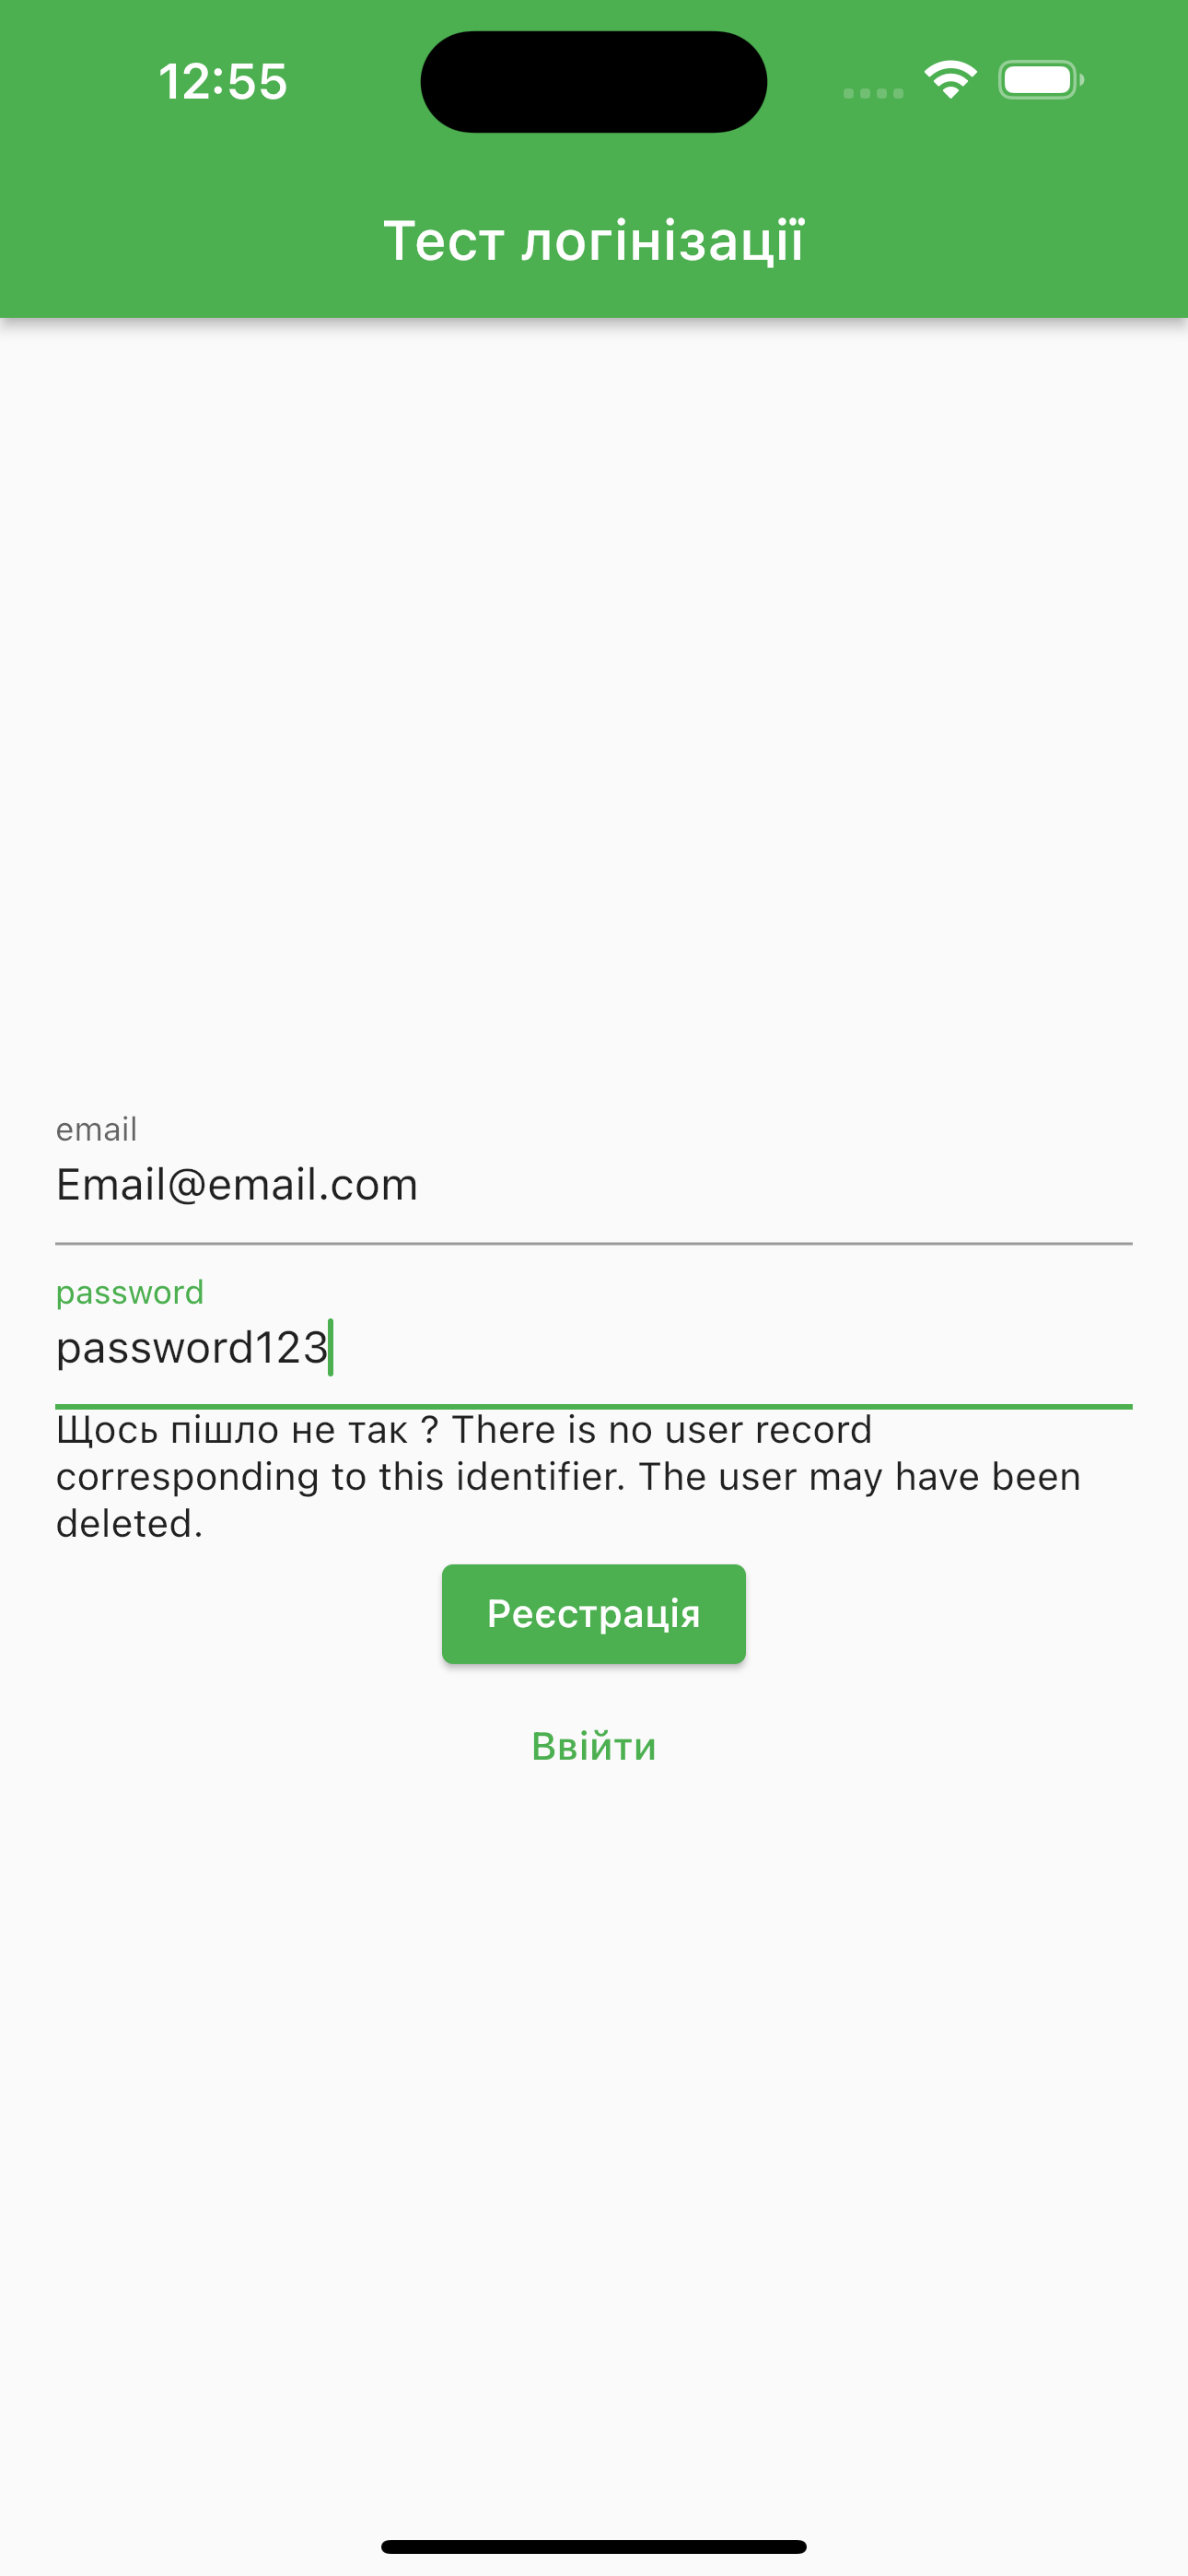 12:55
Тест логінізації
email
Email@email.com
password
password123
Щось пішло не так ? There is no user record
corresponding to this identifier. The user may have been
deleted.
Реєстрація
Ввійти